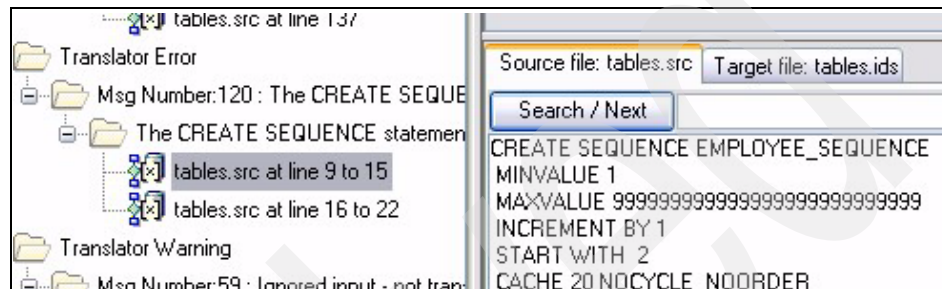 tables.src at line 137
Translator Error
Msg Number:120 : The CREATE SEQUE
The CREATE SEQUENCE statemen
tables.src at line 9 to 15
tables.src at line 16 to 22
Translator Warning
Msg Number:59 : Ignored input - not tran
Source file: tables.src
Target file: tables.ids
Search / Next
CREATE SEQUENCE EMPLOYEE_SEQUENCE
MINVALUE 1
MAXVALUE 999999999999999999999999999
INCREMENT BY 1
START WITH 2
CACHE 20 NOCYCLE NOORDER